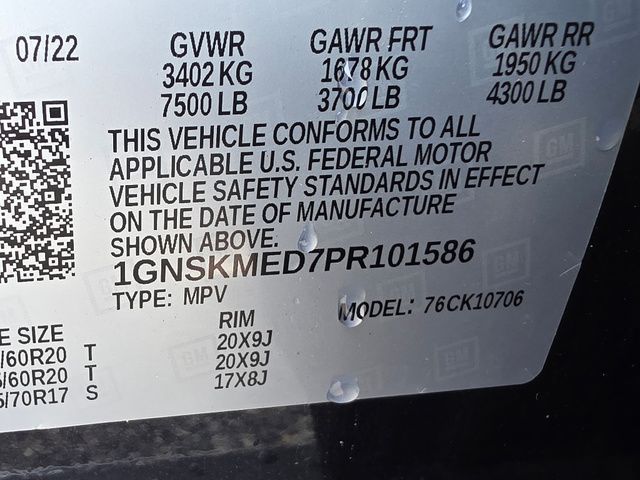 07/22
GVWR GAWR FRT GAWR RR
3402 KG 1678 KG 1950 KG
7500 LB 3700 LB 4300 LB
THIS VEHICLE CONFORMS TO ALL
APPLICABLE U.S. FEDERAL MOTOR
VEHICLE SAFETY STANDARDS IN EFFECT
ON THE DATE OF MANUFACTURE
SHOWN ABOVE.
1GNSKMED7PR101586
TYPE: MPV MODEL: 76CK10706
E SIZE RIM
/60R20 T 20X9J
/60R20 T 20X9J
/70R17 S 17X8J
GM